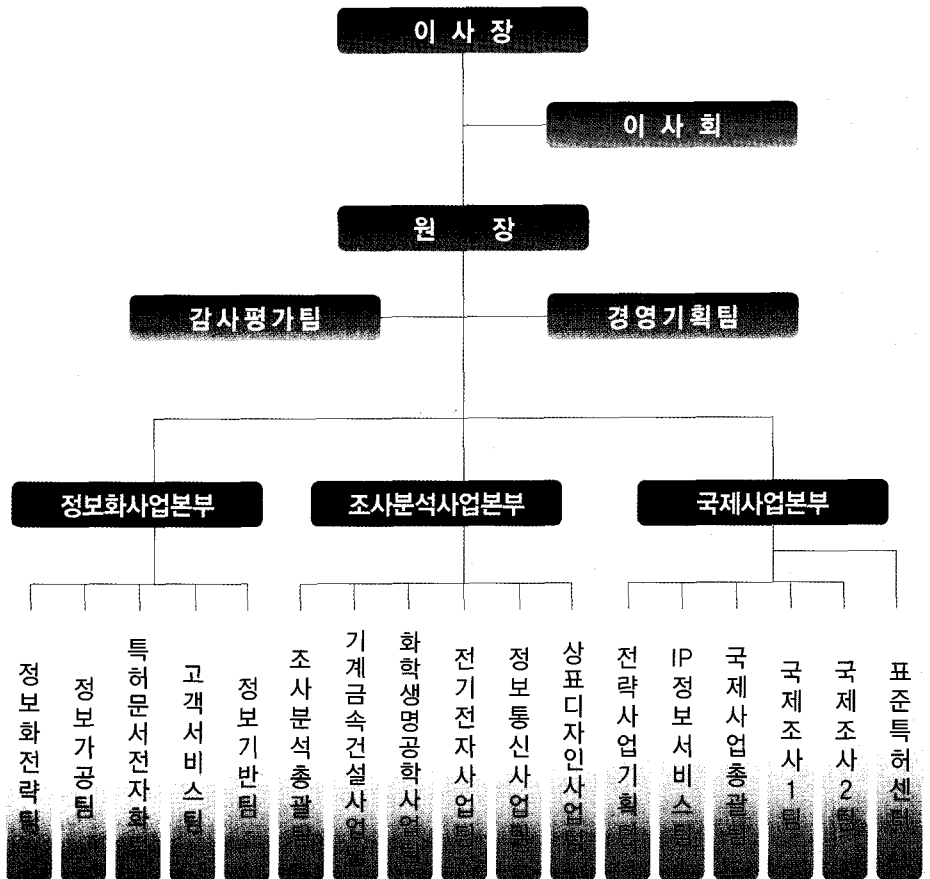 이사장
이사회
원장
감사평가팀
경영기획팀
정보화사업본부
조사분석사업본부
국제사업본부
정보화전략팀
정보가공팀
특허문서전자화
고객서비스팀
정보기반팀
조사분석총괄팀
기계금속건설사업
화학생명공학사업
전기전자사업팀
정보통신사업팀
상표디자인사업팀
전략사업기획팀
IP정보서비스팀
국제사업총괄팀
국제조사1팀
국제조사2팀
표준특허센터